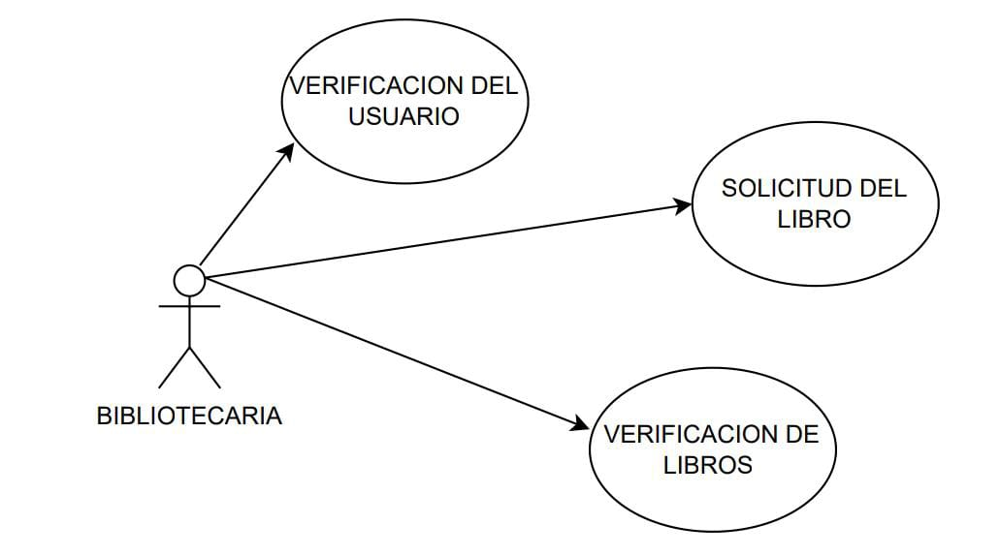 VERIFICACION DEL
USUARIO
SOLICITUD DEL
LIBRO
BIBLIOTECARIA
VERIFICACION DE
LIBROS